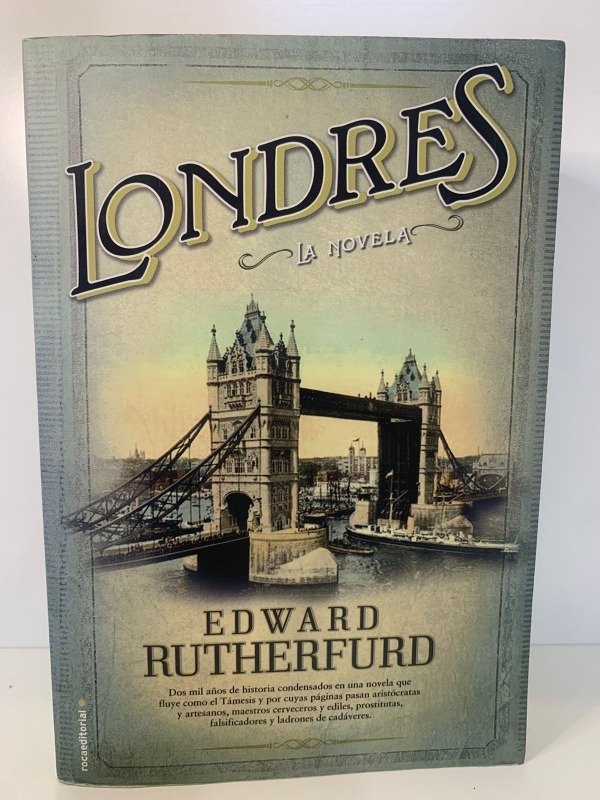 LONDRES
LA NOVELA
EDWARD
RUTHERFURD
Dos mil años de historia condensados en una novela que
fluye como el Támesis y por cuyas páginas pasan aristócratas
y artesanos, maestros cerveceros y ediles, prostitutas,
falsificadores y ladrones de cadáveres.
rocaeditorial